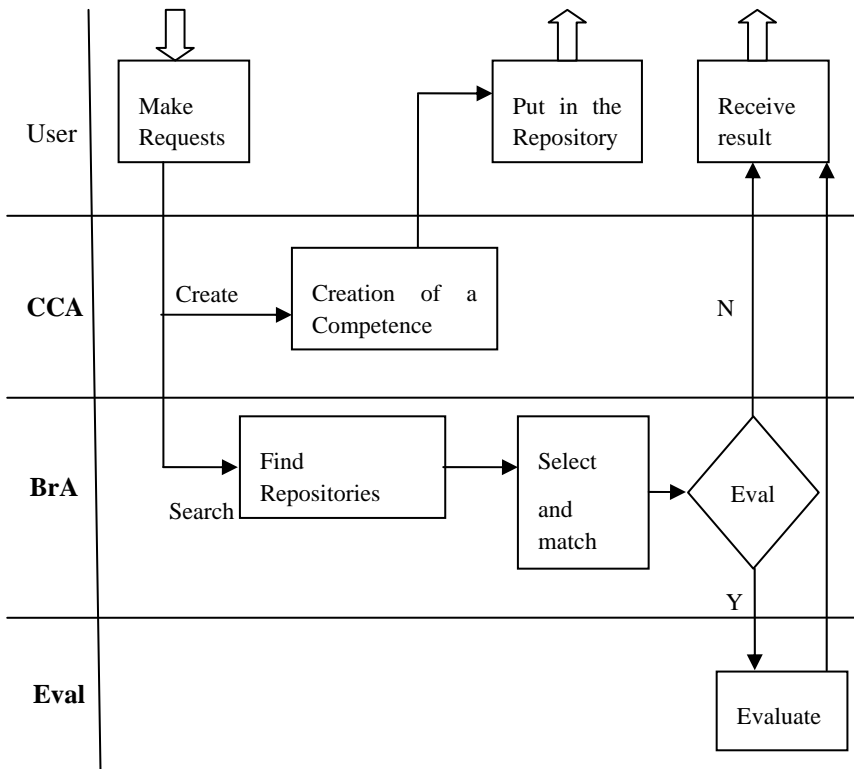 User
Make
Requests
Put in the
Repository
Receive
result
CCA
Create
Creation of a
Competence
N
BrA
Search
Find
Repositories
Select
and
match
Eval
Y
Eval
Evaluate